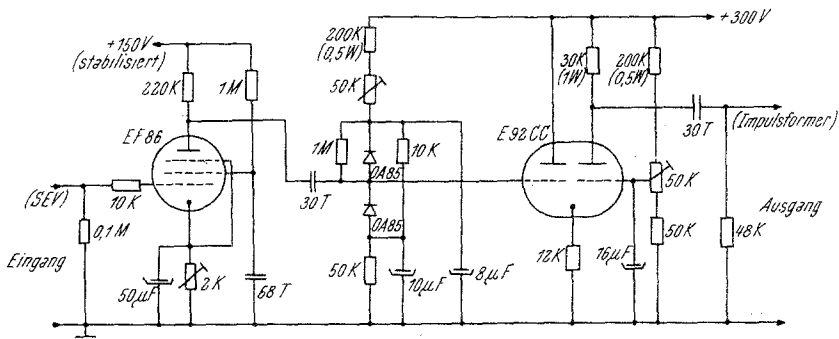 +150V
(stabilisiert)
220K
1M
EF86
(SEV)
10K
0,1M
Eingang
50µF
2K
68T
30T
200K
(0,5W)
50K
1M
OA85
10K
OA85
50K
10µF
8µF
+300V
30K
(1W)
200K
(0,5W)
E92CC
30T
(Impulsformer)
50K
12K
16µF
50K
48K
Ausgang